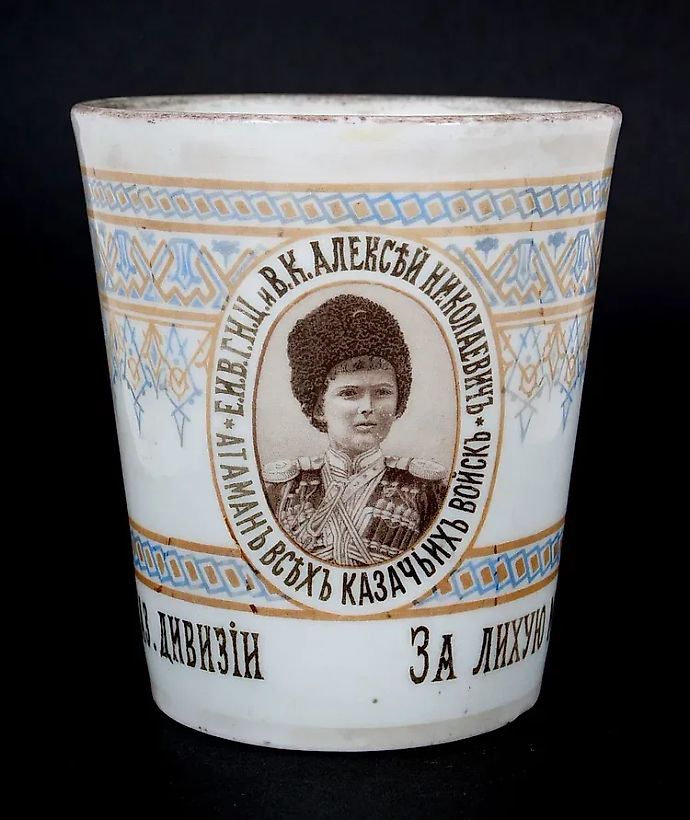 * Е.И.В.Г.Н.Ц. и В.К. АЛЕКСѢЙ НИКОЛАЕВИЧЪ *
АТАМАНЪ ВСѢХЪ КАЗАЧЬИХЪ ВОЙСКЪ
ДИВИЗІИ
ЗА ЛИХУЮ